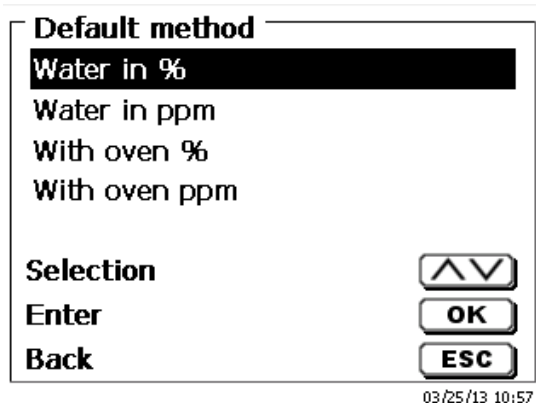 Default method
Water in %
Water in ppm
With oven %
With oven ppm
Selection
Enter OK
Back ESC
03/25/13 10:57